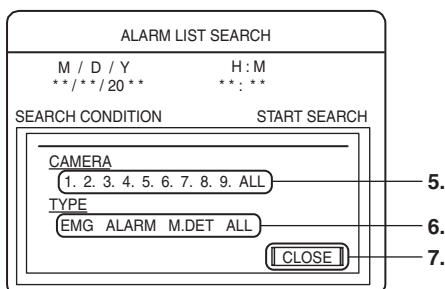 ALARM LIST SEARCH
M / D / Y H : M
* * / * * / 20 * * * * : * *
SEARCH CONDITION START SEARCH
CAMERA
1. 2. 3. 4. 5. 6. 7. 8. 9. ALL 5.
TYPE
EMG ALARM M.DET ALL 6.
CLOSE 7.